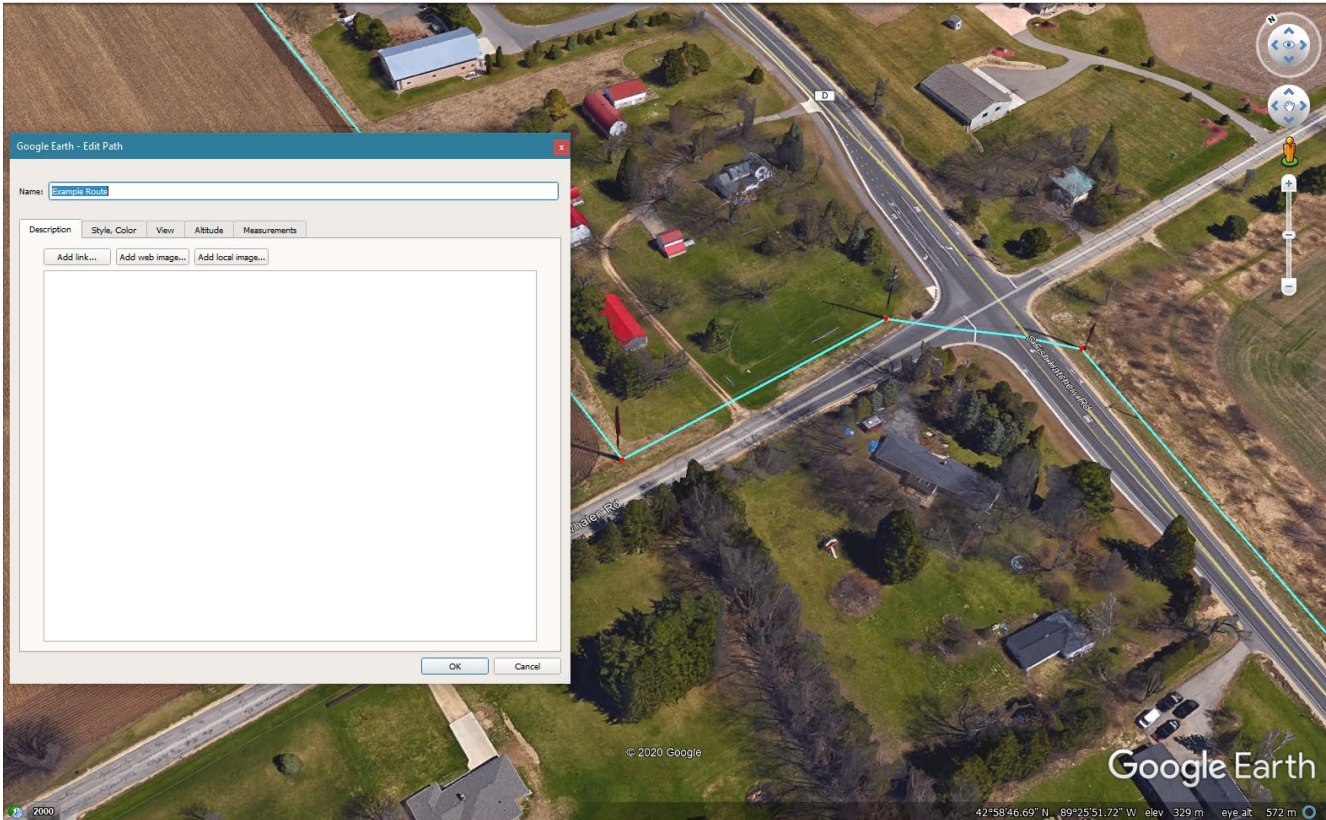 Google Earth - Edit Path
x
Name: Example Route
Description
Style, Color
View
Altitude
Measurements
Add link...
Add web image...
Add local image...
OK
Cancel
N
D
Whalen Rd
© 2020 Google
Google Earth
2000
42°58'46.69" N 89°25'51.72" W elev 329 m eye alt 572 m